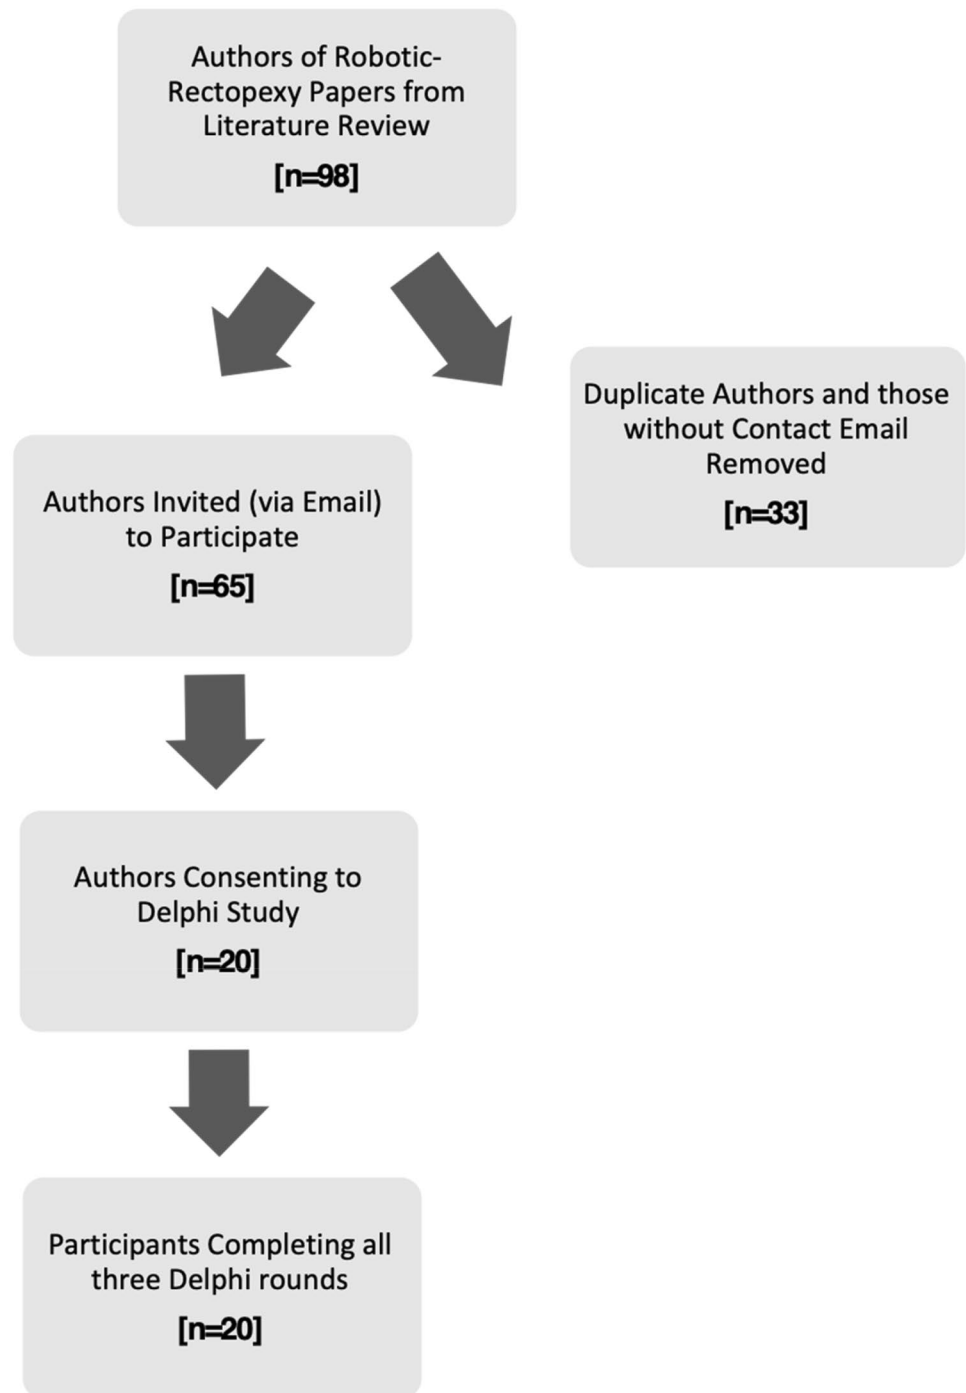 Authors of Robotic-
Rectopexy Papers from
Literature Review
[n=98]
Duplicate Authors and those
without Contact Email
Removed
[n=33]
Authors Invited (via Email)
to Participate
[n=65]
Authors Consenting to
Delphi Study
[n=20]
Participants Completing all
three Delphi rounds
[n=20]